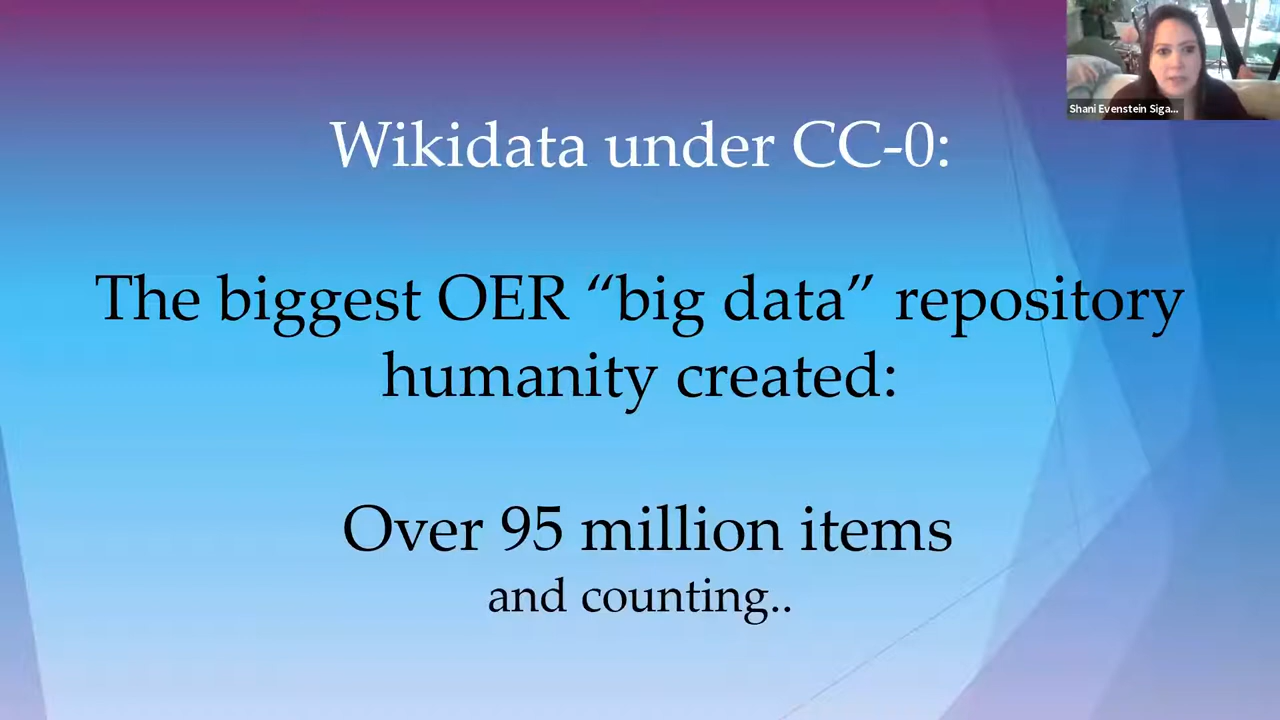 Shani Evenstein Siga...
Wikidata under CC-0:
The biggest OER “big data” repository
humanity created:
Over 95 million items
and counting..